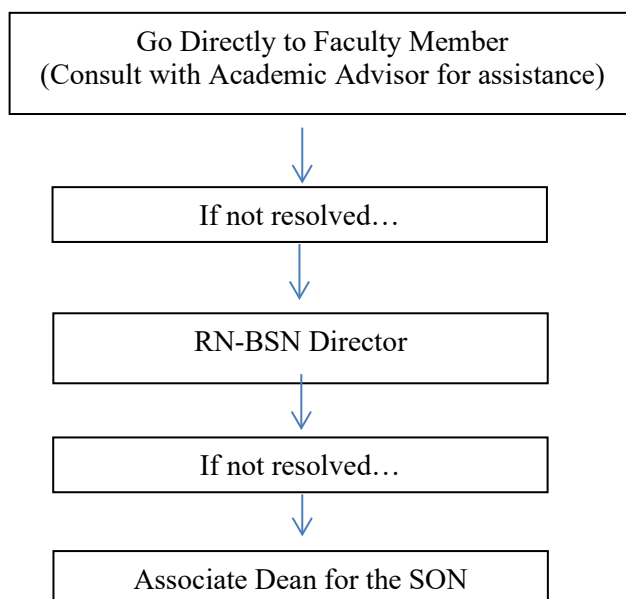 Go Directly to Faculty Member
(Consult with Academic Advisor for assistance)
If not resolved…
RN-BSN Director
If not resolved…
Associate Dean for the SON